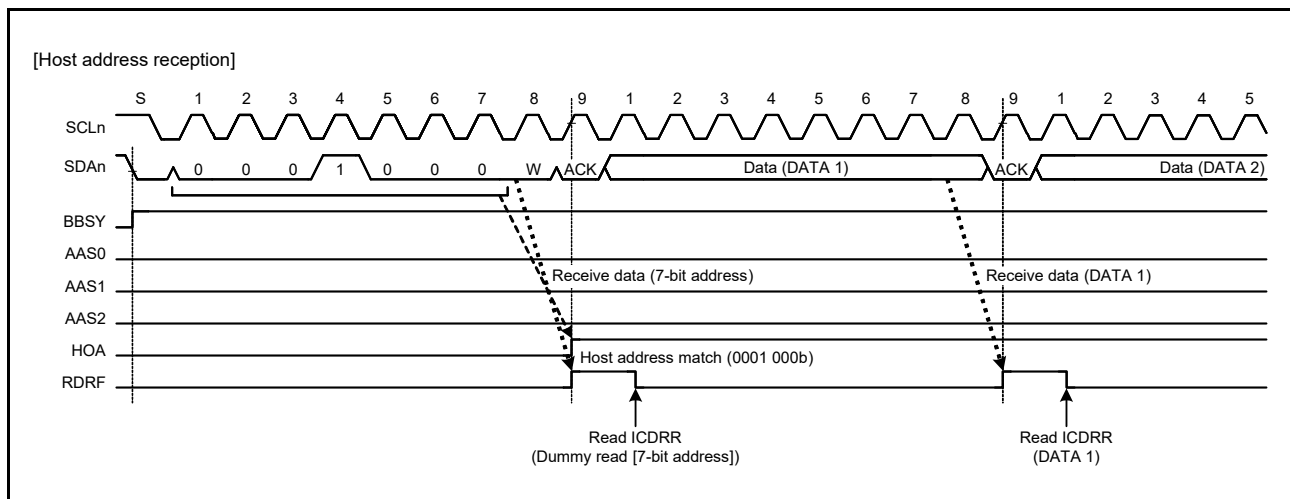 [Host address reception]
S 1 2 3 4 5 6 7 8 9 1 2 3 4 5 6 7 8 9 1 2 3 4 5
SCLn
SDAn 0 0 0 1 0 0 0 W ACK Data (DATA 1) ACK Data (DATA 2)
BBSY
AAS0
Receive data (7-bit address) Receive data (DATA 1)
AAS1
AAS2
HOA
Host address match (0001 000b)
RDRF
Read ICDRR Read ICDRR
(Dummy read [7-bit address]) (DATA 1)